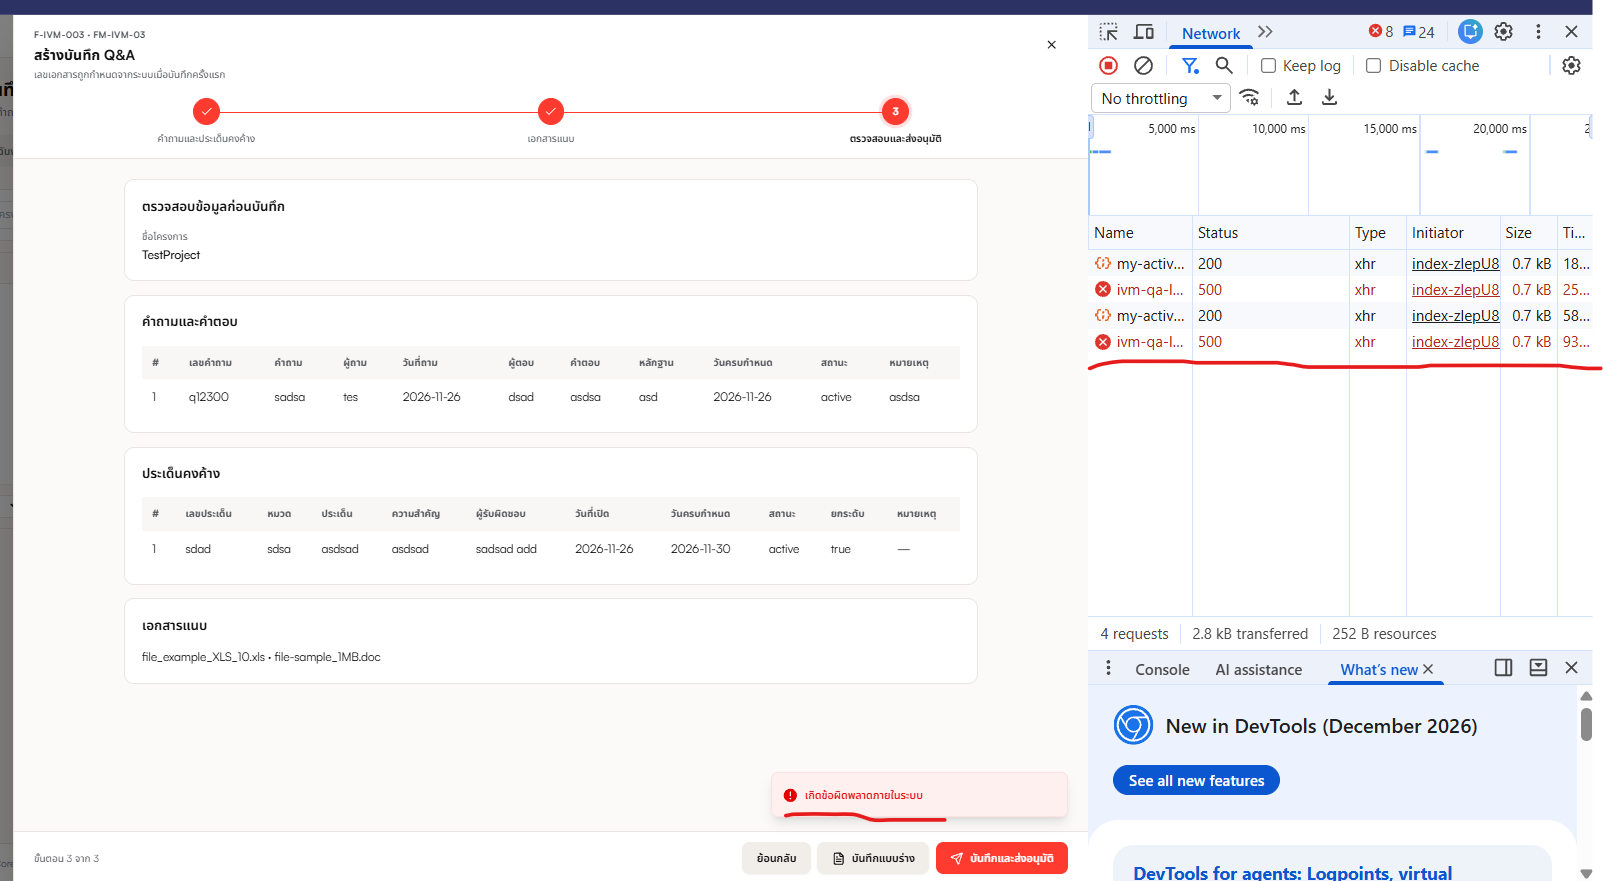 F-IVM-003 • FM-IVM-03
สร้างบันทึก Q&A
เลขเอกสารถูกกำหนดจากระบบเมื่อบันทึกครั้งแรก
3
คำถามและประเด็นคงค้าง
เอกสารแนบ
ตรวจสอบและส่งอนุมัติ
ตรวจสอบข้อมูลก่อนบันทึก
ชื่อโครงการ
TestProject
คำถามและคำตอบ
# เลขคำถาม คำถาม ผู้ถาม วันที่ถาม ผู้ตอบ คำตอบ หลักฐาน วันครบกำหนด สถานะ หมายเหตุ
1 q12300 sadsa tes 2026-11-26 dsad asdsa asd 2026-11-26 active asdsa
ประเด็นคงค้าง
# เลขประเด็น หมวด ประเด็น ความสำคัญ ผู้รับผิดชอบ วันที่เปิด วันครบกำหนด สถานะ ยกระดับ หมายเหตุ
1 sdad sdsa asdsad asdsad sadsad add 2026-11-26 2026-11-30 active true —
เอกสารแนบ
file_example_XLS_10.xls • file-sample_1MB.doc
เกิดข้อผิดพลาดภายในระบบ
ขั้นตอน 3 จาก 3
ย้อนกลับ
บันทึกแบบร่าง
บันทึกและส่งอนุมัติ
Network
8
24
Keep log
Disable cache
No throttling
5,000 ms
10,000 ms
15,000 ms
20,000 ms
2
Name Status Type Initiator Size Ti...
my-activ... 200 xhr index-zlepU8 0.7 kB 18...
ivm-qa-l... 500 xhr index-zlepU8 0.7 kB 25...
my-activ... 200 xhr index-zlepU8 0.7 kB 58...
ivm-qa-l... 500 xhr index-zlepU8 0.7 kB 93...
4 requests
2.8 kB transferred
252 B resources
Console
AI assistance
What's new
New in DevTools (December 2026)
See all new features
DevTools for agents: Logpoints, virtual